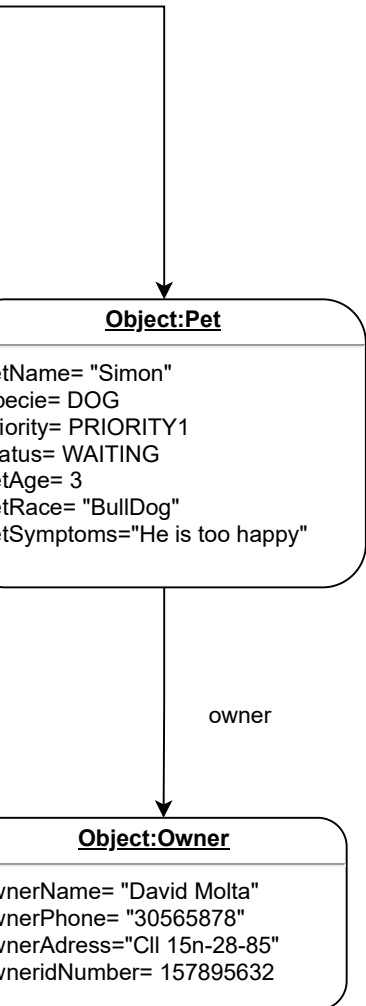 Object:Pet
etName= "Simon"
pecie= DOG
iority= PRIORITY1
atus= WAITING
etAge= 3
etRace= "BullDog"
etSymptoms="He is too happy"
owner
Object:Owner
wnerName= "David Molta"
wnerPhone= "30565878"
wnerAdress="Cll 15n-28-85"
wneridNumber= 157895632